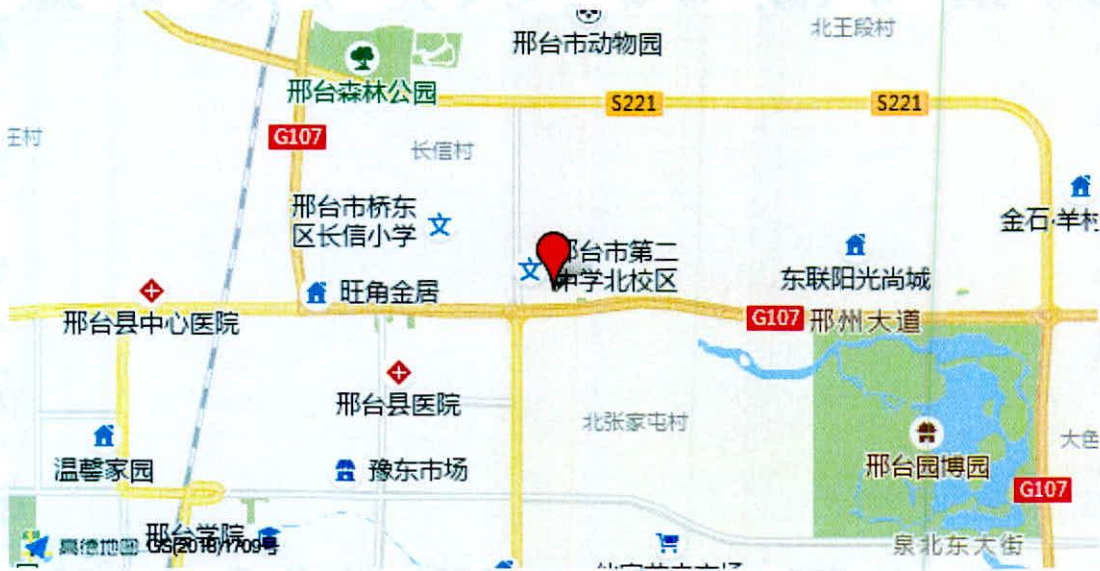 邢台市动物园
北王段村
邢台森林公园
S221
S221
王村
G107
长信村
邢台市桥东
区长信小学
文
金石·羊村
文
邢台市第二
中学北校区
东联阳光尚城
旺角金居
邢台县中心医院
G107
邢州大道
邢台县医院
北张家屯村
大色
温馨家园
豫东市场
邢台园博园
G107
邢台学院
高德地图 GS(2018)1709号
泉北东大街